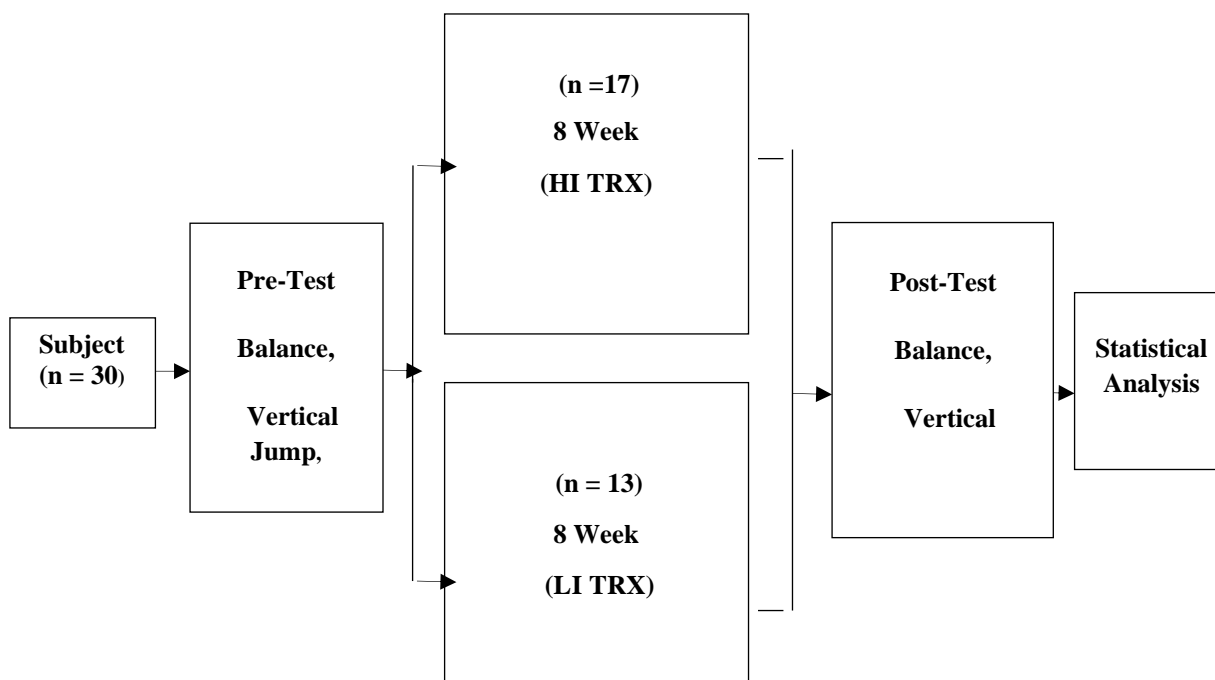 Subject
(n = 30)
Pre-Test
Balance,
Vertical
Jump,
(n =17)
8 Week
(HI TRX)
(n = 13)
8 Week
(LI TRX)
Post-Test
Balance,
Vertical
Statistical
Analysis